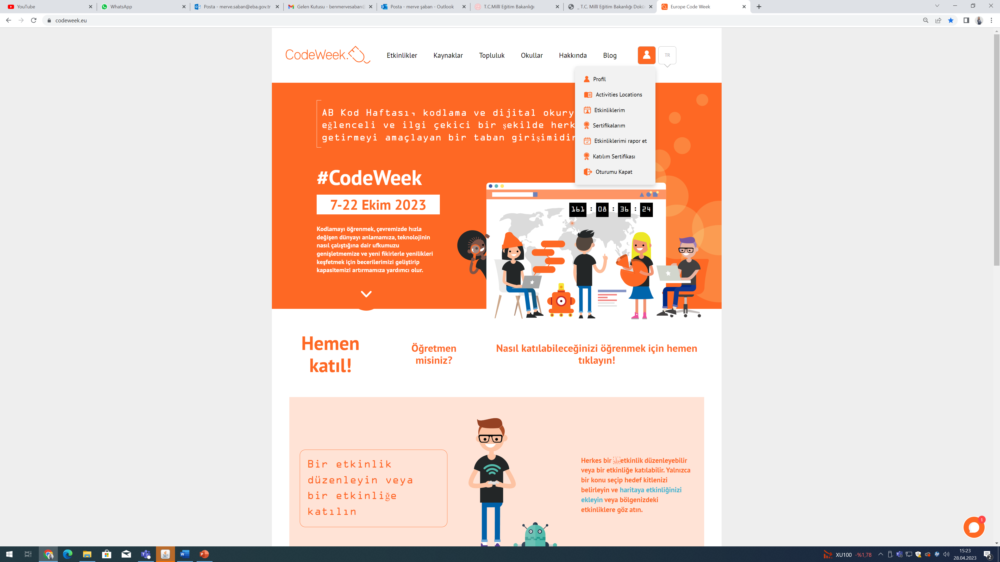 YouTube
WhatsApp
Posta - merve.saban@eba.gov.tr
Gelen Kutusu - benmervesaban@
Posta - merve şaban - Outlook
T.C.Millî Eğitim Bakanlığı
_ T.C. Millî Eğitim Bakanlığı Dokü
Europe Code Week
codeweek.eu
CodeWeek.
Etkinlikler
Kaynaklar
Topluluk
Okullar
Hakkında
Blog
TR
Profil
Activities Locations
Etkinliklerim
Sertifikalarım
Etkinliklerimi rapor et
Katılım Sertifikası
Oturumu Kapat
AB Kod Haftası, kodlama ve dijital okury
eğlenceli ve ilgi çekici bir şekilde herk
getirmeyi amaçlayan bir taban girişimidir
#CodeWeek
7-22 Ekim 2023
161 : 08 : 36 : 24
Kodlamayı öğrenmek, çevremizde hızla
değişen dünyayı anlamamıza, teknolojinin
nasıl çalıştığına dair ufkumuzu
genişletmemize ve yeni fikirlerle yenilikleri
keşfetmek için becerilerimizi geliştirip
kapasitemizi artırmamıza yardımcı olur.
Hemen
katıl!
Öğretmen
misiniz?
Nasıl katılabileceğinizi öğrenmek için hemen
tıklayın!
Bir etkinlik
düzenleyin veya
bir etkinliğe
katılın
Herkes bir etkinlik düzenleyebilir
veya bir etkinliğe katılabilir. Yalnızca
bir konu seçip hedef kitlenizi
belirleyin ve haritaya etkinliğinizi
ekleyin veya bölgenizdeki
etkinliklere göz atın.
1
XU100 -%1,78
15:23
28.04.2023
2